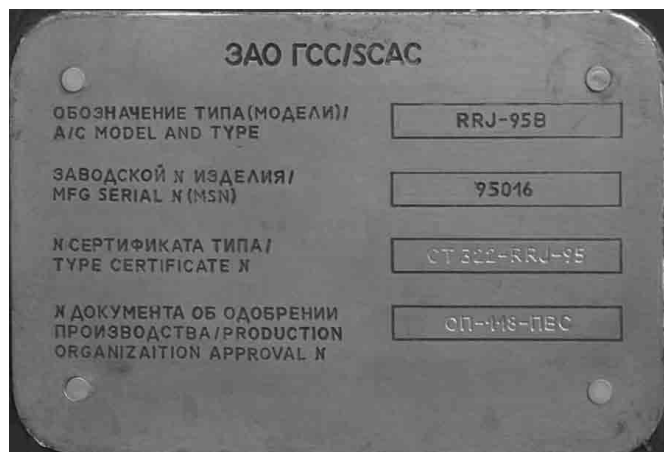 ЗАО ГСС/SCAC
ОБОЗНАЧЕНИЕ ТИПА(МОДЕЛИ)/
A/C MODEL AND TYPE
RRJ-95B
ЗАВОДСКОЙ N ИЗДЕЛИЯ/
MFG SERIAL N (MSN)
95016
N СЕРТИФИКАТА ТИПА/
TYPE CERTIFICATE N
СТ 322-RRJ-95
N ДОКУМЕНТА ОБ ОДОБРЕНИИ
ПРОИЗВОДСТВА/PRODUCTION
ORGANIZAITION APPROVAL N
ОП-148-ПВС